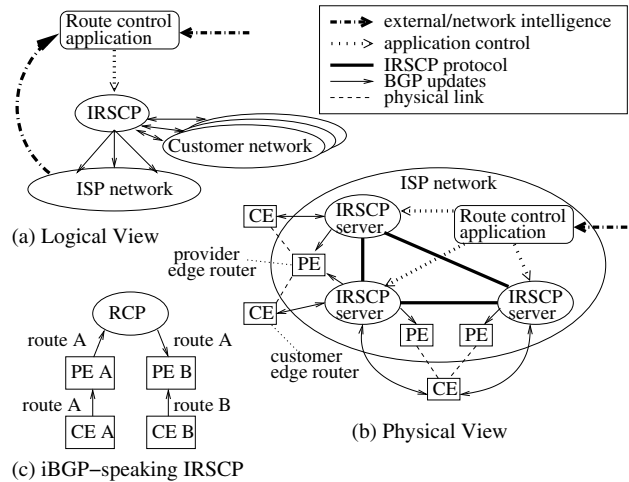 Route control
application
IRSCP
Customer network
ISP network
(a) Logical View
external/network intelligence
application control
IRSCP protocol
BGP updates
physical link
ISP network
CE
IRSCP
server
Route control
application
provider
edge router
PE
CE
IRSCP
server
IRSCP
server
PE
PE
customer
edge router
CE
(b) Physical View
RCP
route A
route A
PE A
PE B
route A
route B
CE A
CE B
(c) iBGP−speaking IRSCP